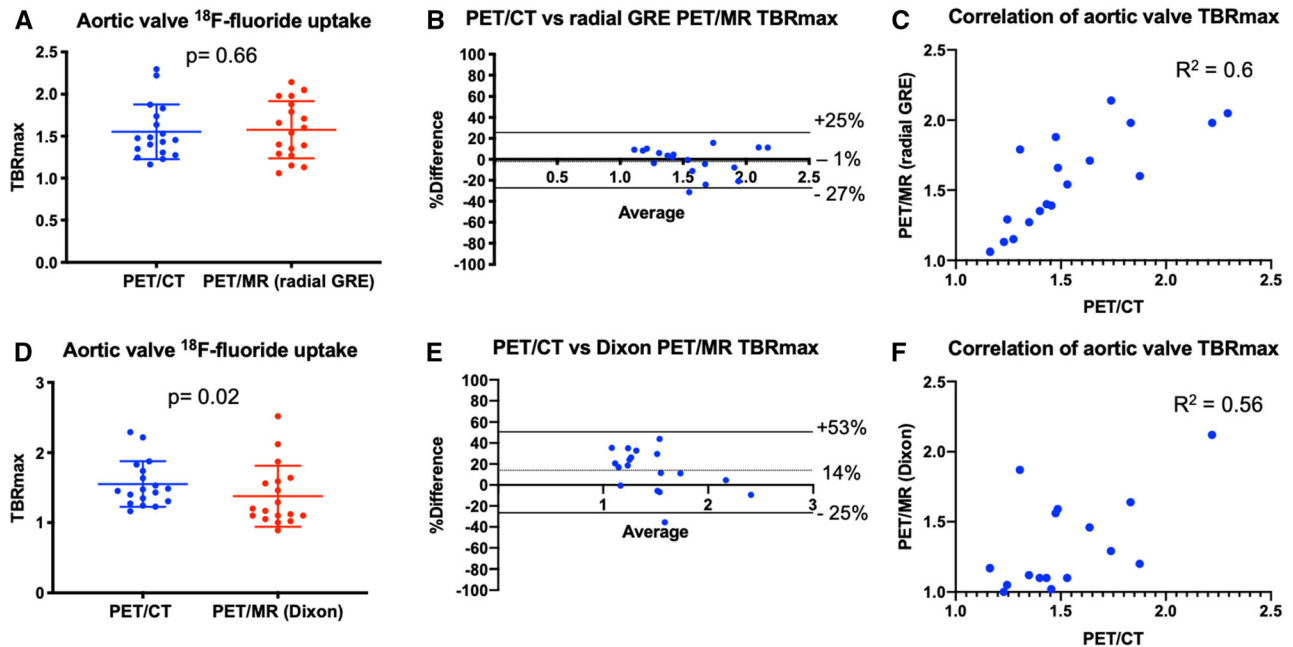 A
Aortic valve ¹⁸F-fluoride uptake
p= 0.66
2.5
2.0
1.5
1.0
0.5
0.0
TBRmax
PET/CT
PET/MR (radial GRE)
B
PET/CT vs radial GRE PET/MR TBRmax
100
80
60
40
20
0
-20
-40
-60
-80
-100
%Difference
0.5
1.0
1.5
2.0
2.5
Average
+25%
– 1%
- 27%
C
Correlation of aortic valve TBRmax
R² = 0.6
2.5
2.0
1.5
1.0
PET/MR (radial GRE)
1.0
1.5
2.0
2.5
PET/CT
D
Aortic valve ¹⁸F-fluoride uptake
p= 0.02
3
2
1
0
TBRmax
PET/CT
PET/MR (Dixon)
E
PET/CT vs Dixon PET/MR TBRmax
100
80
60
40
20
0
-20
-40
-60
-80
-100
%Difference
1
2
3
Average
+53%
14%
- 25%
F
Correlation of aortic valve TBRmax
R² = 0.56
2.5
2.0
1.5
1.0
PET/MR (Dixon)
1.0
1.5
2.0
2.5
PET/CT